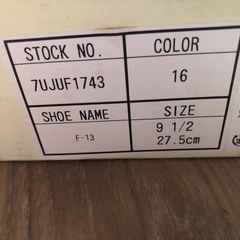 STOCK NO. COLOR
7UJUF1743 16
SHOE NAME SIZE
F-13 9 1/2
27.5cm